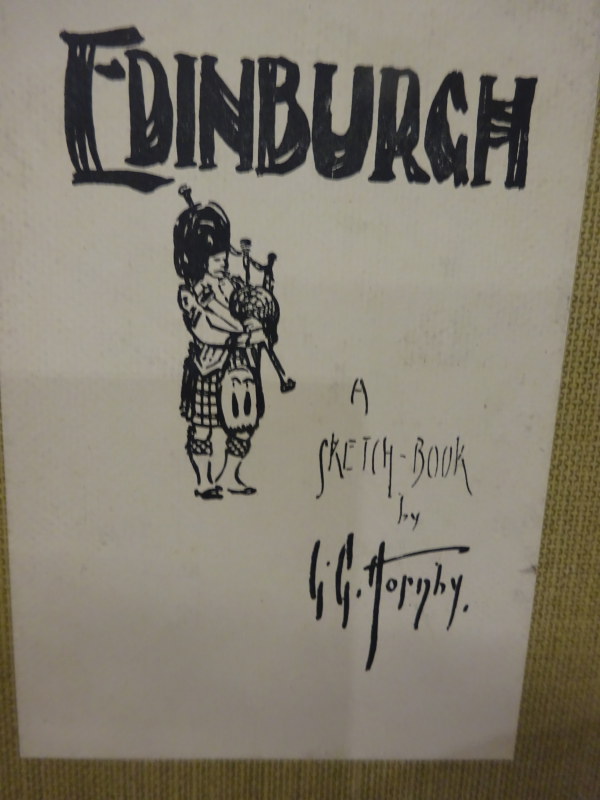 EDINBURGH
A
SKETCH-BOOK
by
G. G. Hornby.